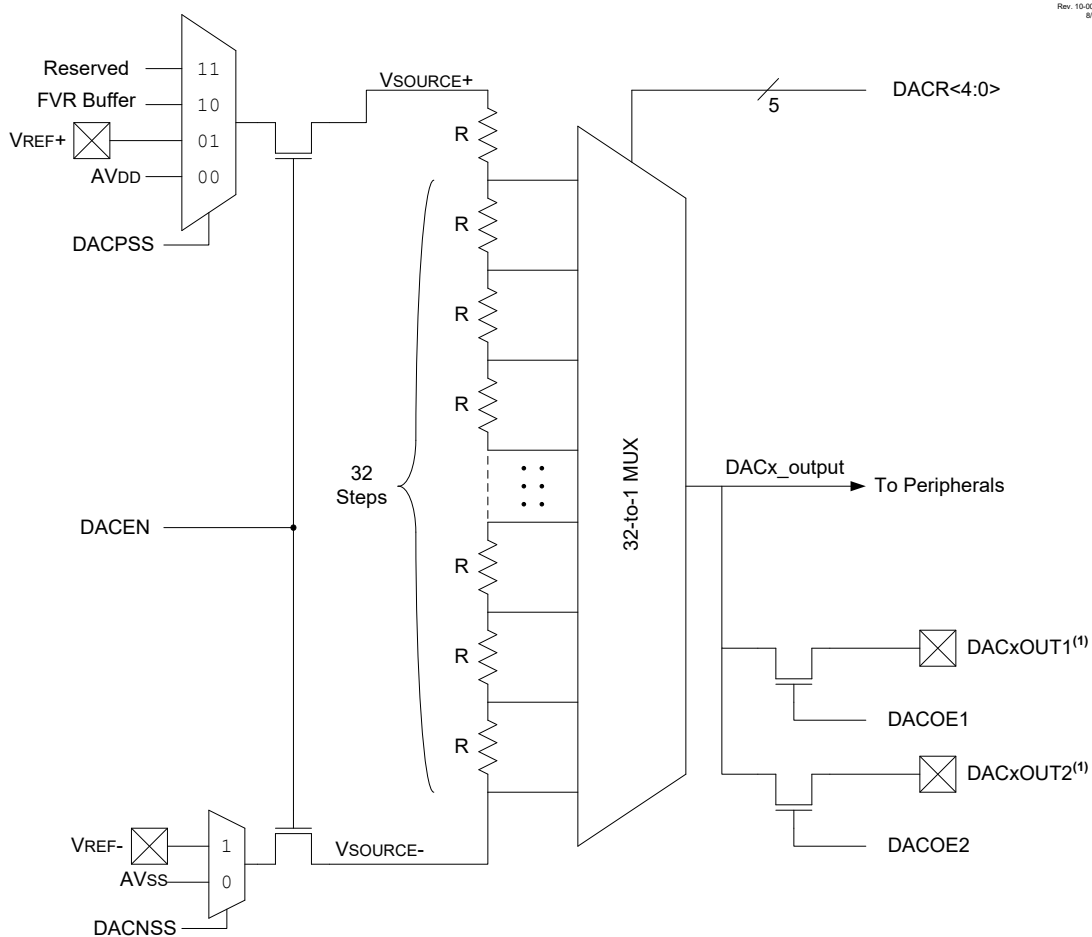 Rev. 10-00
8/
Reserved
11
FVR Buffer
10
VREF+
01
AVDD
00
DACPSS
VSOURCE+
R
R
R
R
32
Steps
R
R
R
DACEN
VREF-
1
AVSS
0
DACNSS
VSOURCE-
5
DACR<4:0>
32-to-1 MUX
DACx_output
To Peripherals
DACxOUT1(1)
DACOE1
DACxOUT2(1)
DACOE2